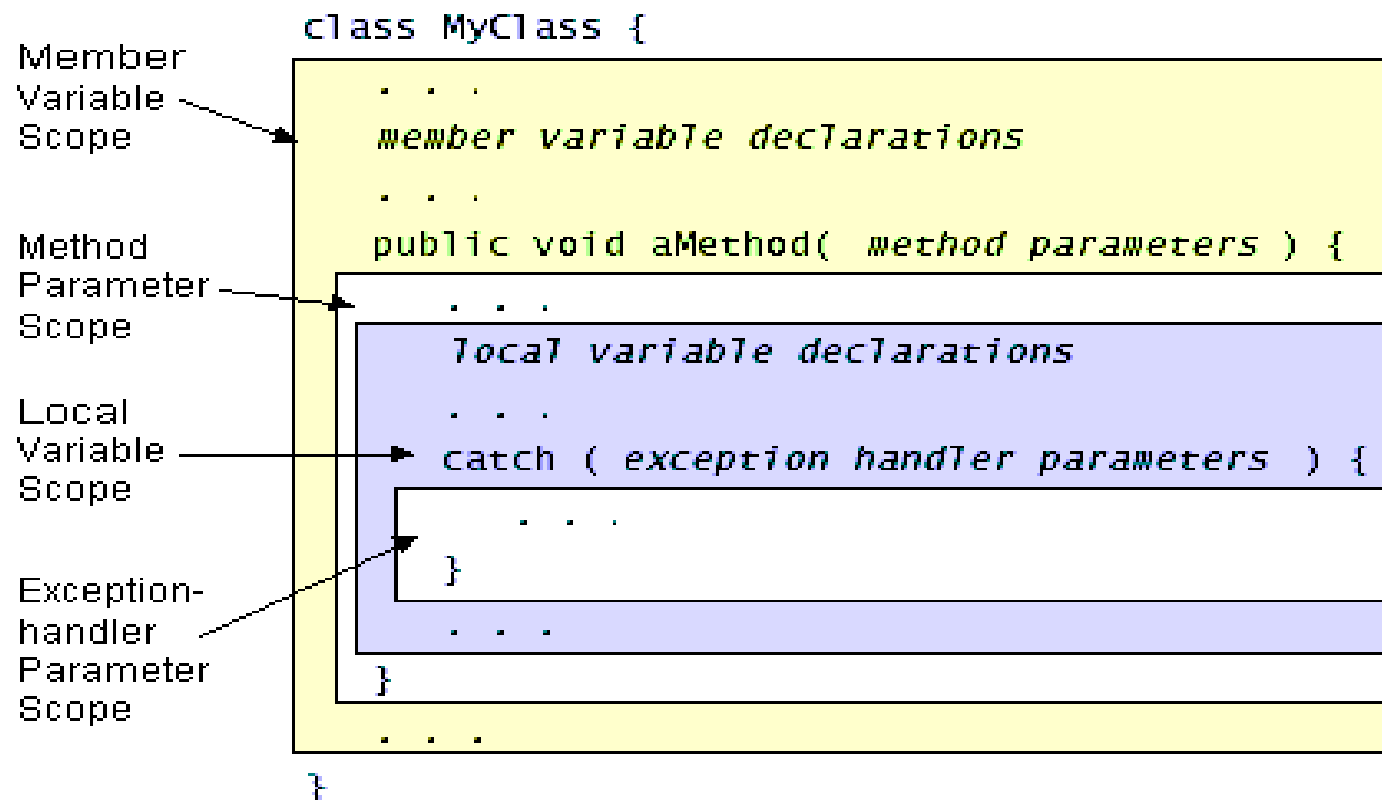 class MyClass {
Member
Variable
Scope
. . .
member variable declarations
. . .
public void aMethod( method parameters ) {
Method
Parameter
Scope
. . .
local variable declarations
. . .
Local
Variable
Scope
catch ( exception handler parameters ) {
. . .
}
Exception-
handler
Parameter
Scope
. . .
}
. . .
}